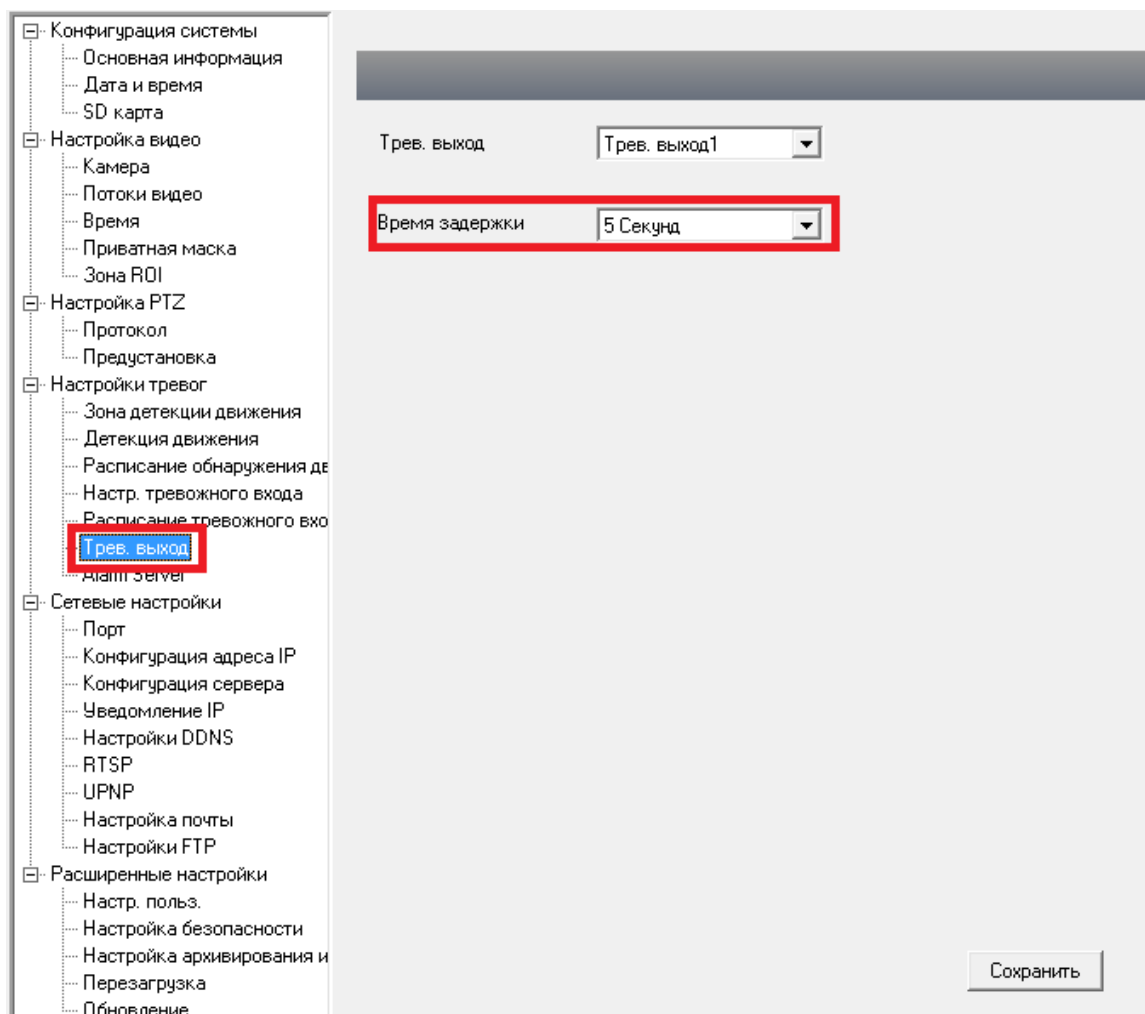 Конфигурация системы
Основная информация
Дата и время
SD карта
Настройка видео
Камера
Потоки видео
Время
Приватная маска
Зона ROI
Настройка PTZ
Протокол
Предустановка
Настройки тревог
Зона детекции движения
Детекция движения
Расписание обнаружения дв
Настр. тревожного входа
Расписание тревожного вхо
Трев. выход
Alarm Server
Сетевые настройки
Порт
Конфигурация адреса IP
Конфигурация сервера
Уведомление IP
Настройки DDNS
RTSP
UPNP
Настройка почты
Настройки FTP
Расширенные настройки
Настр. польз.
Настройка безопасности
Настройка архивирования и
Перезагрузка
Обновление
Трев. выход Трев. выход1
Время задержки 5 Секунд
Сохранить